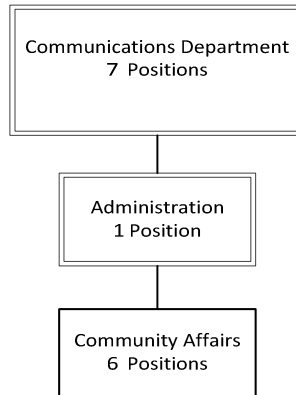 Communications Department
7 Positions
Administration
1 Position
Community Affairs
6 Positions